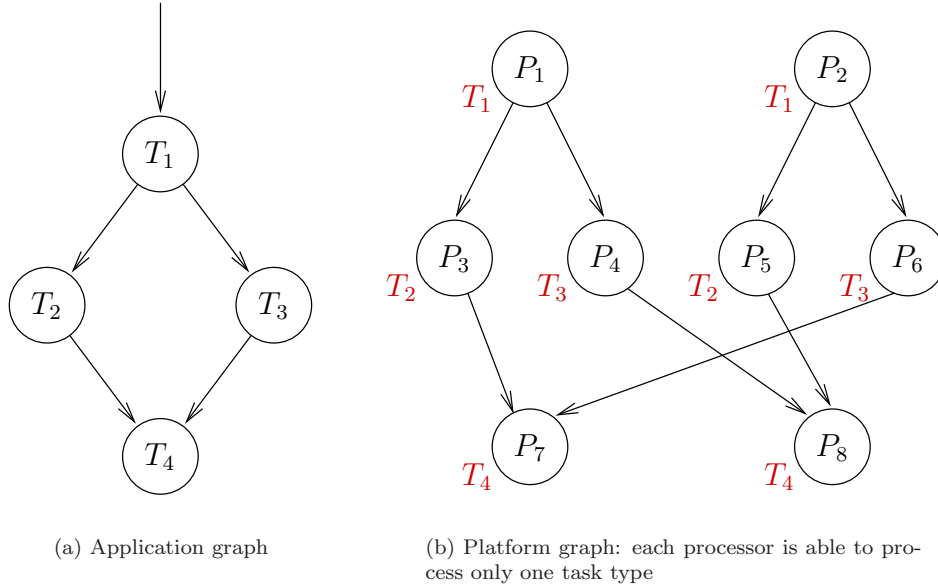 T1
T2
T3
T4
(a) Application graph
P1
T1
P2
T1
P3
T2
P4
T3
P5
T2
P6
T3
P7
T4
P8
T4
(b) Platform graph: each processor is able to pro-
cess only one task type